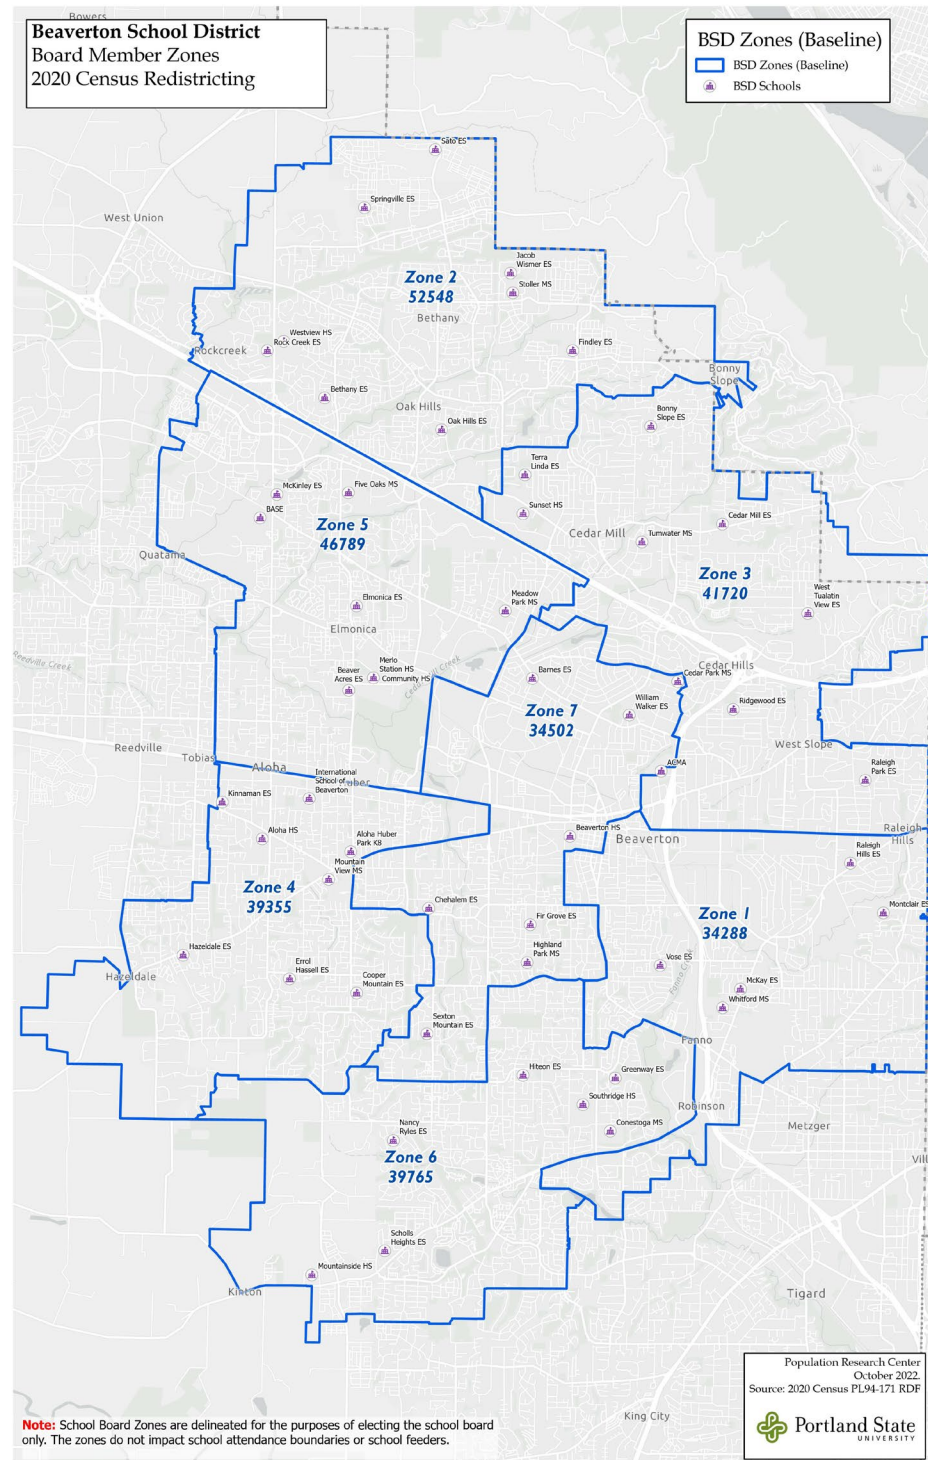 Bowers
Beaverton School District
Board Member Zones
2020 Census Redistricting
BSD Zones (Baseline)
BSD Zones (Baseline)
BSD Schools
Sato ES
Springville ES
West Union
Jacob
Wismer ES
Zone 2
52548
Stoller MS
Bethany
Westview HS
Rock Creek ES
Findley ES
Rockcreek
Bonny
Slope
Bethany ES
Oak Hills
Bonny
Slope ES
Oak Hills ES
Terra
Linda ES
McKinley ES
Five Oaks MS
BASE
Sunset HS
Cedar Mill ES
Zone 5
46789
Cedar Mill
Tumwater MS
Quatama
Zone 3
41720
Elmonica ES
Meadow
Park MS
West
Tualatin
View ES
Elmonica
Reedville Creek
Merlo
Station HS
Community HS
Beaver
Acres ES
Creek
Barnes ES
Cedar Hills
Cedar Park MS
William
Walker ES
Ridgewood ES
Zone 7
34502
Reedville
Tobias
West Slope
Aloha
International
School of
Beaverton
uber
ACMA
Raleigh
Park ES
Kinnaman ES
Aloha HS
Aloha Huber
Park K8
Beaverton HS
Beaverton
Raleigh
Hills
Raleigh
Hills ES
Mountain
View MS
Zone 4
39355
Chehalem ES
Montclair ES
Fir Grove ES
Zone 1
34288
Highland
Park MS
Hazeldale ES
Errol
Hassell ES
Cooper
Mountain ES
Vose ES
Fanno Creek
Hazeldale
McKay ES
Whitford MS
Sexton
Mountain ES
Fanno
Hiteon ES
Greenway ES
Southridge HS
Robinson
Nancy
Ryles ES
Conestoga MS
Metzger
Zone 6
39765
Vill
Scholls
Heights ES
Mountainside HS
Kinton
Tigard
Population Research Center
October 2022.
Source: 2020 Census PL94-171 RDF
Portland State
UNIVERSITY
King City
Note: School Board Zones are delineated for the purposes of electing the school board
only. The zones do not impact school attendance boundaries or school feeders.